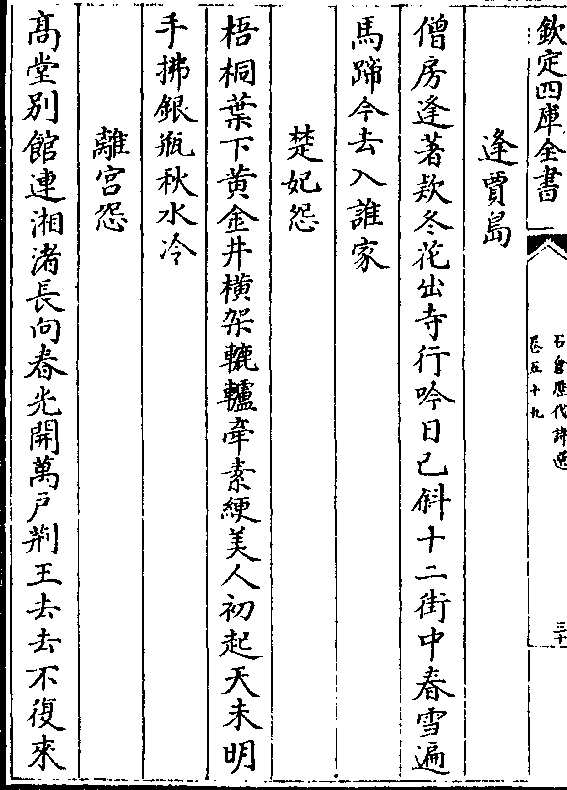 欽定四庫全書
石倉歷代詩選
卷五十九
三十
逢賈島
僧房逢著欵冬花出寺行吟日已斜十二街中春雪遍
馬蹄今去入誰家
楚妃怨
梧桐葉下黄金井横架轆轤牽素綆美人初起天未明
手拂銀瓶秋水冷
離宫怨
髙堂别館連湘渚長向春光開萬户荆王去去不復來